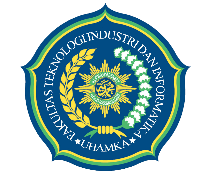 FAKULTAS TEKNOLOGI INDUSTRI DAN INFORMATIKA
UHAMKA